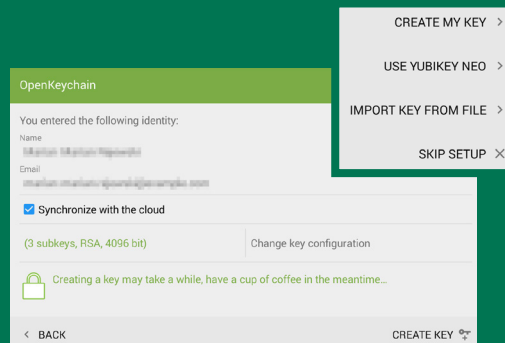 CREATE MY KEY
USE YUBIKEY NEO
IMPORT KEY FROM FILE
SKIP SETUP
OpenKeychain
You entered the following identity:
Name
Email
Synchronize with the cloud
(3 subkeys, RSA, 4096 bit)
Change key configuration
Creating a key may take a while, have a cup of coffee in the meantime...
BACK
CREATE KEY